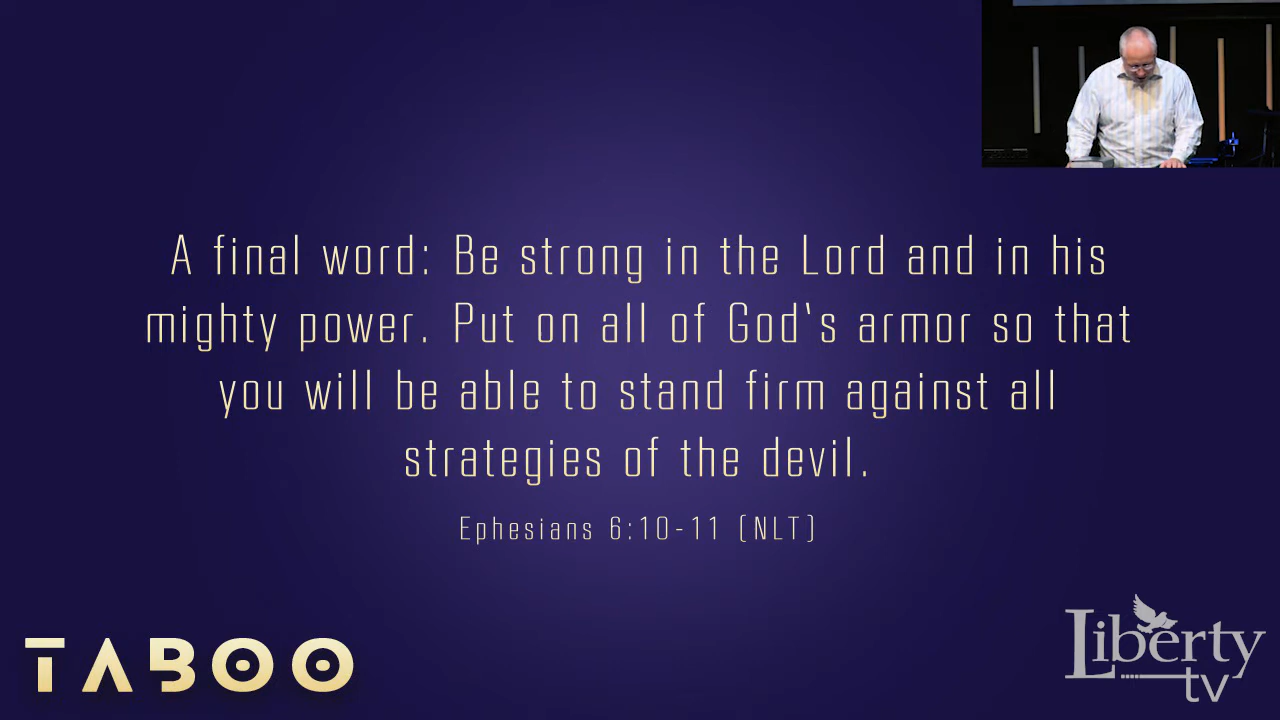 A final word: Be strong in the Lord and in his
mighty power. Put on all of God's armor so that
you will be able to stand firm against all
strategies of the devil.
Ephesians 6:10-11 (NLT)
TABOO
Liberty
tv